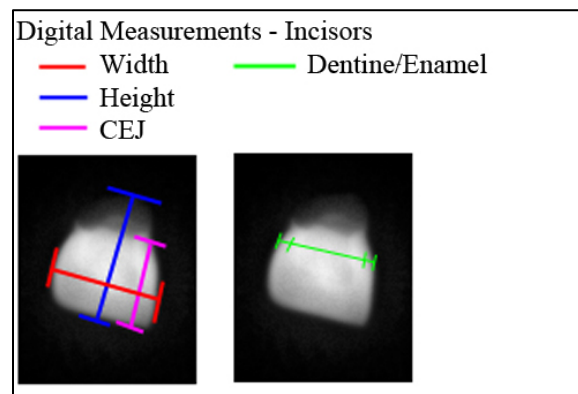 Digital Measurements - Incisors
Width Dentine/Enamel
Height
CEJ